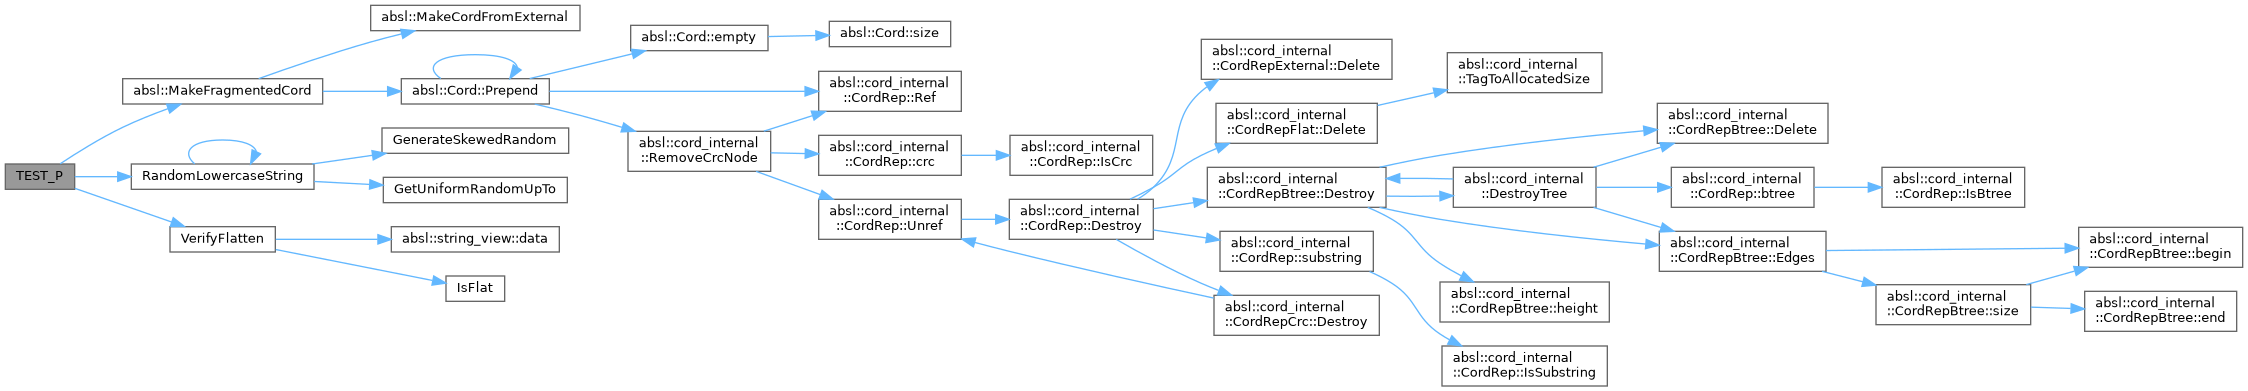 TEST_P
absl::MakeFragmentedCord
absl::MakeCordFromExternal
absl::Cord::Prepend
absl::Cord::empty
absl::Cord::size
absl::cord_internal
::CordRep::Ref
absl::cord_internal
::RemoveCrcNode
absl::cord_internal
::CordRep::crc
absl::cord_internal
::CordRep::IsCrc
absl::cord_internal
::CordRep::Unref
absl::cord_internal
::CordRep::Destroy
absl::cord_internal
::CordRepExternal::Delete
absl::cord_internal
::CordRepFlat::Delete
absl::cord_internal
::TagToAllocatedSize
absl::cord_internal
::CordRepBtree::Destroy
absl::cord_internal
::DestroyTree
absl::cord_internal
::CordRepBtree::Delete
absl::cord_internal
::CordRep::btree
absl::cord_internal
::CordRep::IsBtree
absl::cord_internal
::CordRepBtree::Edges
absl::cord_internal
::CordRepBtree::begin
absl::cord_internal
::CordRepBtree::size
absl::cord_internal
::CordRepBtree::end
absl::cord_internal
::CordRepBtree::height
absl::cord_internal
::CordRep::substring
absl::cord_internal
::CordRep::IsSubstring
absl::cord_internal
::CordRepCrc::Destroy
RandomLowercaseString
GenerateSkewedRandom
GetUniformRandomUpTo
VerifyFlatten
absl::string_view::data
IsFlat